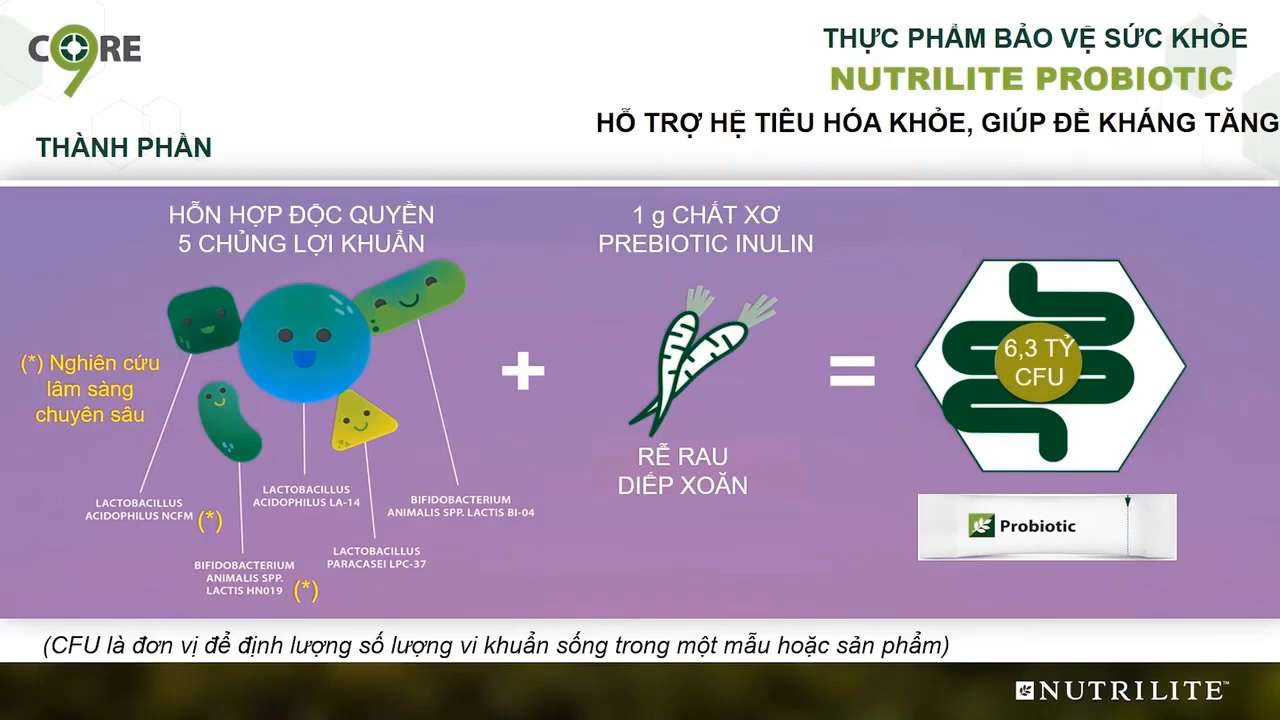 CORE
9
THỰC PHẨM BẢO VỆ SỨC KHỎE
NUTRILITE PROBIOTIC
HỖ TRỢ HỆ TIÊU HÓA KHỎE, GIÚP ĐỀ KHÁNG TĂNG
THÀNH PHẦN
HỖN HỢP ĐỘC QUYỀN
5 CHỦNG LỢI KHUẨN
1 g CHẤT XƠ
PREBIOTIC INULIN
(*) Nghiên cứu
lâm sàng
chuyên sâu
+
=
6,3 TỶ
CFU
RỄ RAU
DIẾP XOĂN
LACTOBACILLUS
ACIDOPHILUS NCFM (*)
LACTOBACILLUS
ACIDOPHILUS LA-14
BIFIDOBACTERIUM
ANIMALIS SPP. LACTIS BI-04
BIFIDOBACTERIUM
ANIMALIS SPP.
LACTIS HN019 (*)
LACTOBACILLUS
PARACASEI LPC-37
Probiotic
(CFU là đơn vị để định lượng số lượng vi khuẩn sống trong một mẫu hoặc sản phẩm)
NUTRILITE™